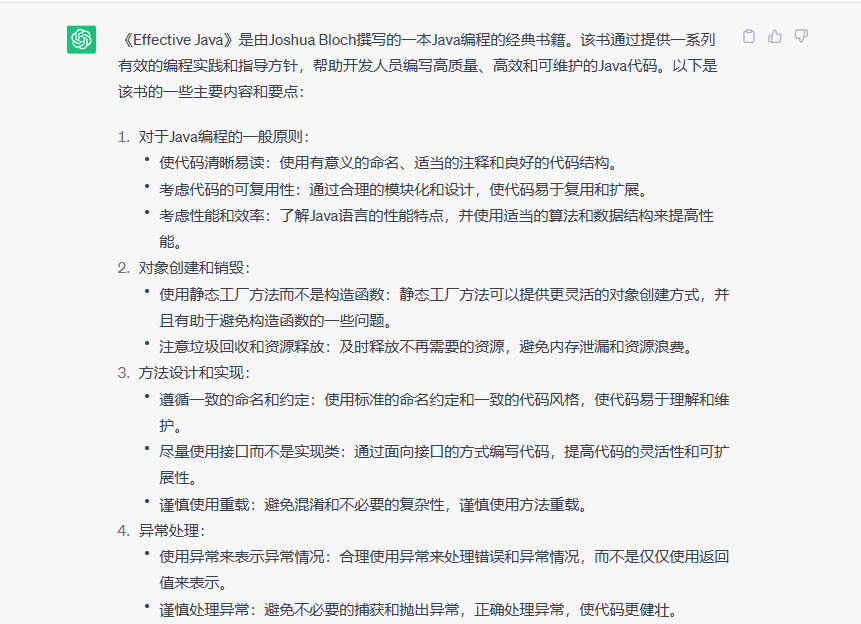 《Effective Java》是由Joshua Bloch撰写的一本Java编程的经典书籍。该书通过提供一系列
有效的编程实践和指导方针，帮助开发人员编写高质量、高效和可维护的Java代码。以下是
该书的一些主要内容和要点：
1. 对于Java编程的一般原则：
• 使代码清晰易读：使用有意义的命名、适当的注释和良好的代码结构。
• 考虑代码的可复用性：通过合理的模块化和设计，使代码易于复用和扩展。
• 考虑性能和效率：了解Java语言的性能特点，并使用适当的算法和数据结构来提高性
能。
2. 对象创建和销毁：
• 使用静态工厂方法而不是构造函数：静态工厂方法可以提供更灵活的对象创建方式，并
且有助于避免构造函数的一些问题。
• 注意垃圾回收和资源释放：及时释放不再需要的资源，避免内存泄漏和资源浪费。
3. 方法设计和实现：
• 遵循一致的命名和约定：使用标准的命名约定和一致的代码风格，使代码易于理解和维
护。
• 尽量使用接口而不是实现类：通过面向接口的方式编写代码，提高代码的灵活性和可扩
展性。
• 谨慎使用重载：避免混淆和不必要的复杂性，谨慎使用方法重载。
4. 异常处理：
• 使用异常来表示异常情况：合理使用异常来处理错误和异常情况，而不是仅仅使用返回
值来表示。
• 谨慎处理异常：避免不必要的捕获和抛出异常，正确处理异常，使代码更健壮。